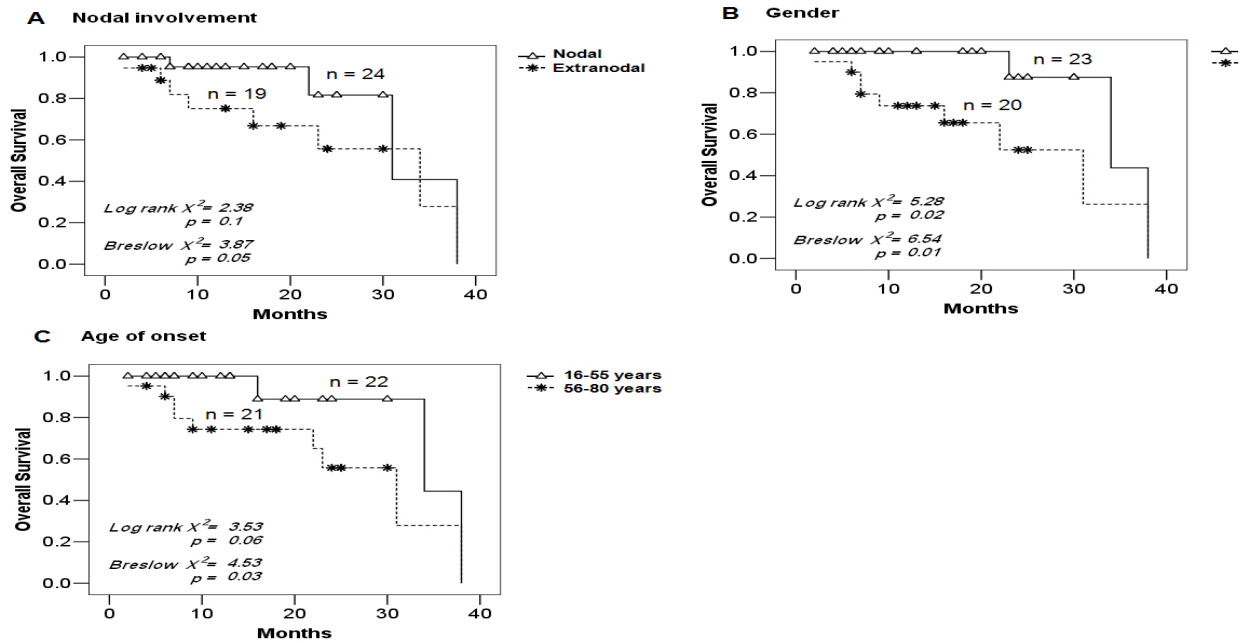 A Nodal involvement
1.0
0.8
0.6
0.4
0.2
0.0
Overall Survival
n = 24
n = 19
Log rank X²= 2.38
p = 0.1
Breslow X²= 3.87
p = 0.05
0 10 20 30 40
Months
Nodal
Extranodal
B Gender
1.0
0.8
0.6
0.4
0.2
0.0
Overall Survival
n = 23
n = 20
Log rank X²= 5.28
p = 0.02
Breslow X²= 6.54
p = 0.01
0 10 20 30 40
Months
C Age of onset
1.0
0.8
0.6
0.4
0.2
0.0
Overall Survival
n = 22
n = 21
Log rank X²= 3.53
p = 0.06
Breslow X²= 4.53
p = 0.03
0 10 20 30 40
Months
16-55 years
56-80 years